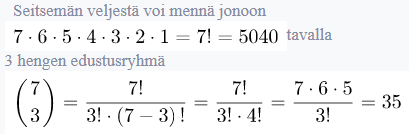 Seitsemän veljestä voi mennä jonoon
7 · 6 · 5 · 4 · 3 · 2 · 1 = 7! = 5040 tavalla
3 hengen edustusryhmä
(7 3) = 7! / (3! · (7 − 3)!) = 7! / (3! · 4!) = (7 · 6 · 5) / 3! = 35